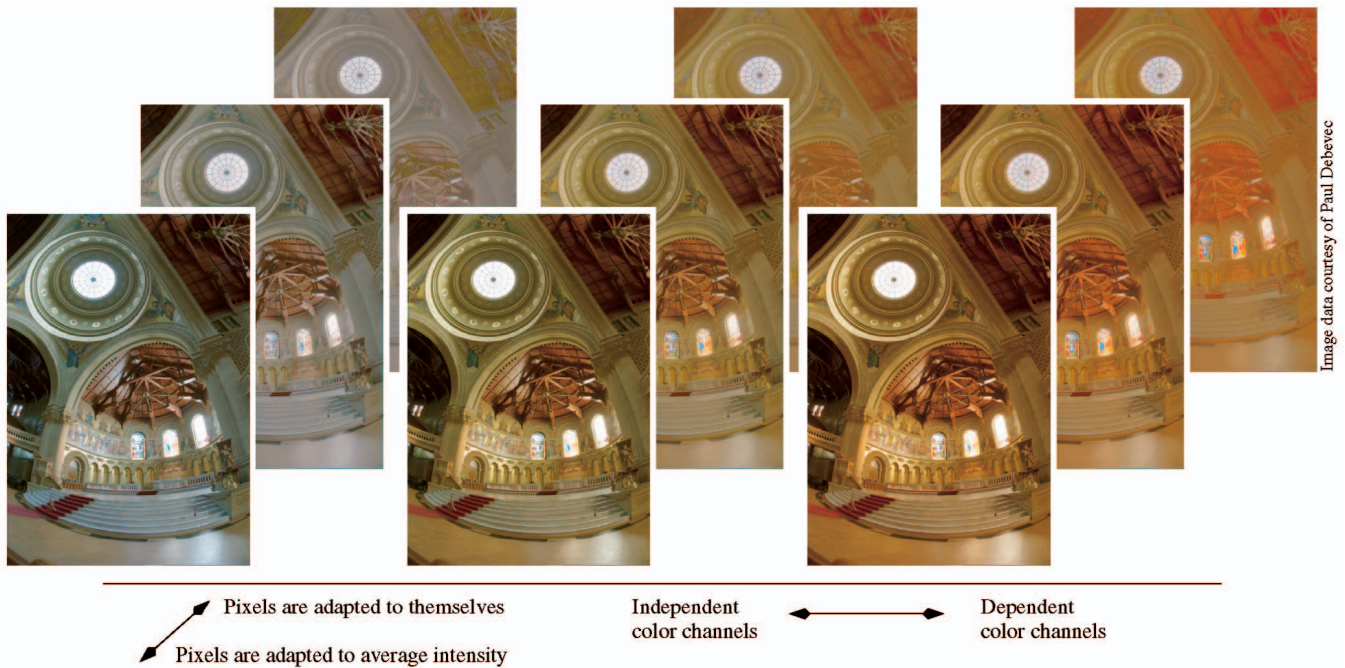 Image data courtesy of Paul Debevec
Pixels are adapted to themselves
Pixels are adapted to average intensity
Independent
color channels
Dependent
color channels